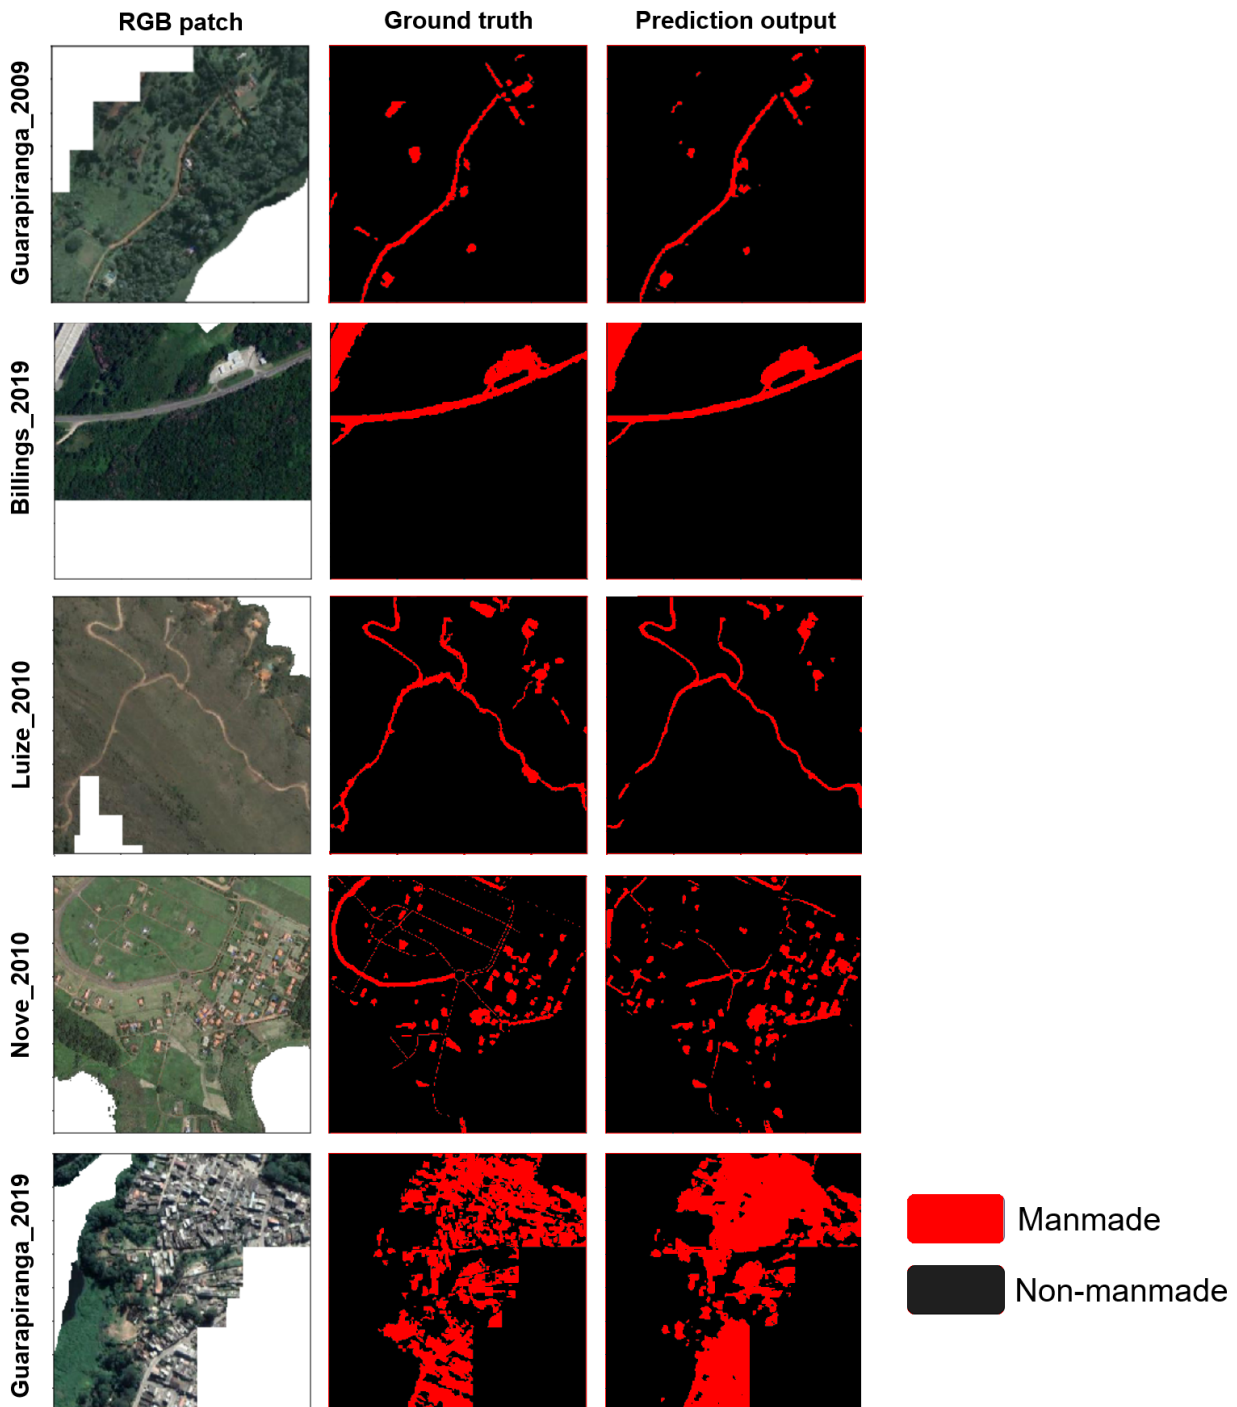 RGB patch
Ground truth
Prediction output
Guarapiranga_2009
Billings_2019
Luize_2010
Nove_2010
Guarapiranga_2019
Manmade
Non-manmade